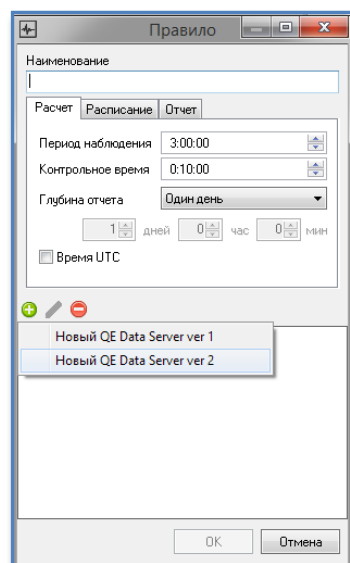 Правило
Наименование
Расчет Расписание Отчет
Период наблюдения 3:00:00
Контрольное время 0:10:00
Глубина отчета Один день
1 дней 0 час 0 мин
Время UTC
Новый QE Data Server ver 1
Новый QE Data Server ver 2
OK Отмена